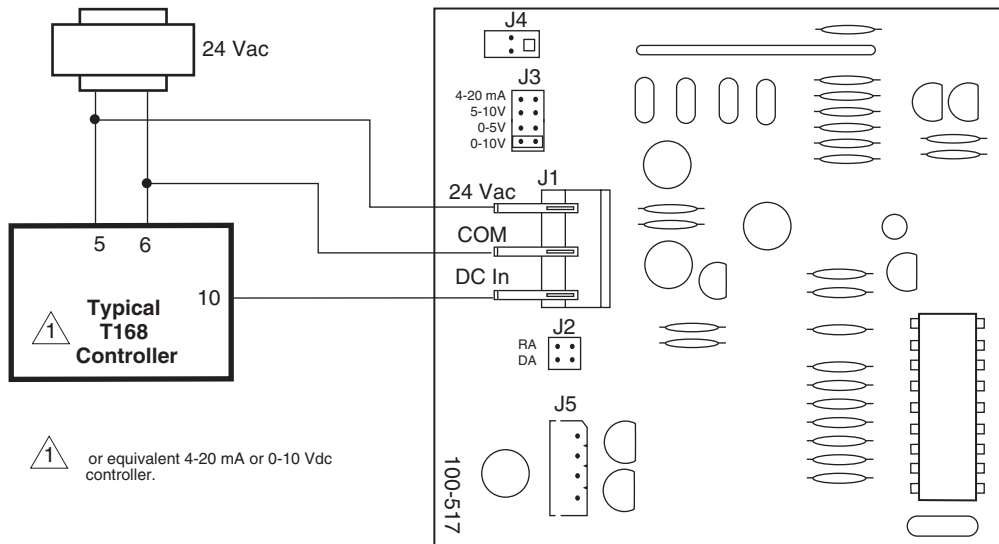 24 Vac
5 6
10
Typical
T168
Controller
1
1
or equivalent 4-20 mA or 0-10 Vdc
controller.
J4
J3
4-20 mA
5-10V
0-5V
0-10V
J1
24 Vac
COM
DC In
J2
RA
DA
J5
100-517